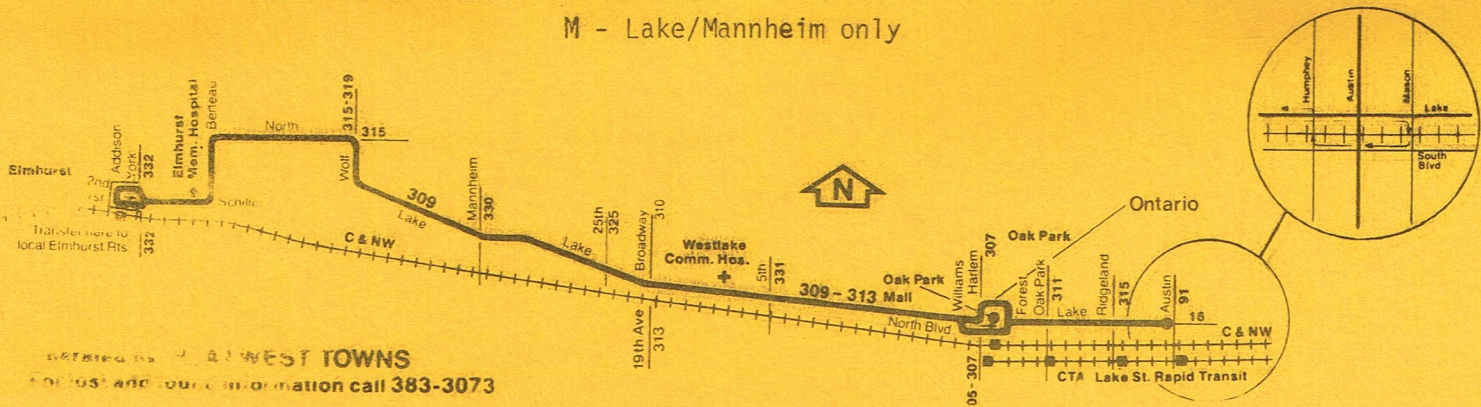 M - Lake/Mannheim only
Humphey
Austin
Mason
Lake
South
Blvd
Elmhurst
Addison
York
332
2nd
Elmhurst
Mem. Hospital
Berteau
North
315-319
315
Wolf
309
Lake
Mannheim
330
C & NW
Transfer here to
local Elmhurst Rts
332
Lake
25th
325
Broadway
310
19th Ave
313
Westlake
Comm. Hos.
5th
331
309-313
N
Oak Park
Mall
North Blvd
Williams
Harlem
307
Ontario
Oak Park
Forest
Oak Park
311
Lake
Ridgeland
315
Austin
91
16
C & NW
CTA Lake St. Rapid Transit
05-307
WEST TOWNS
information call 383-3073